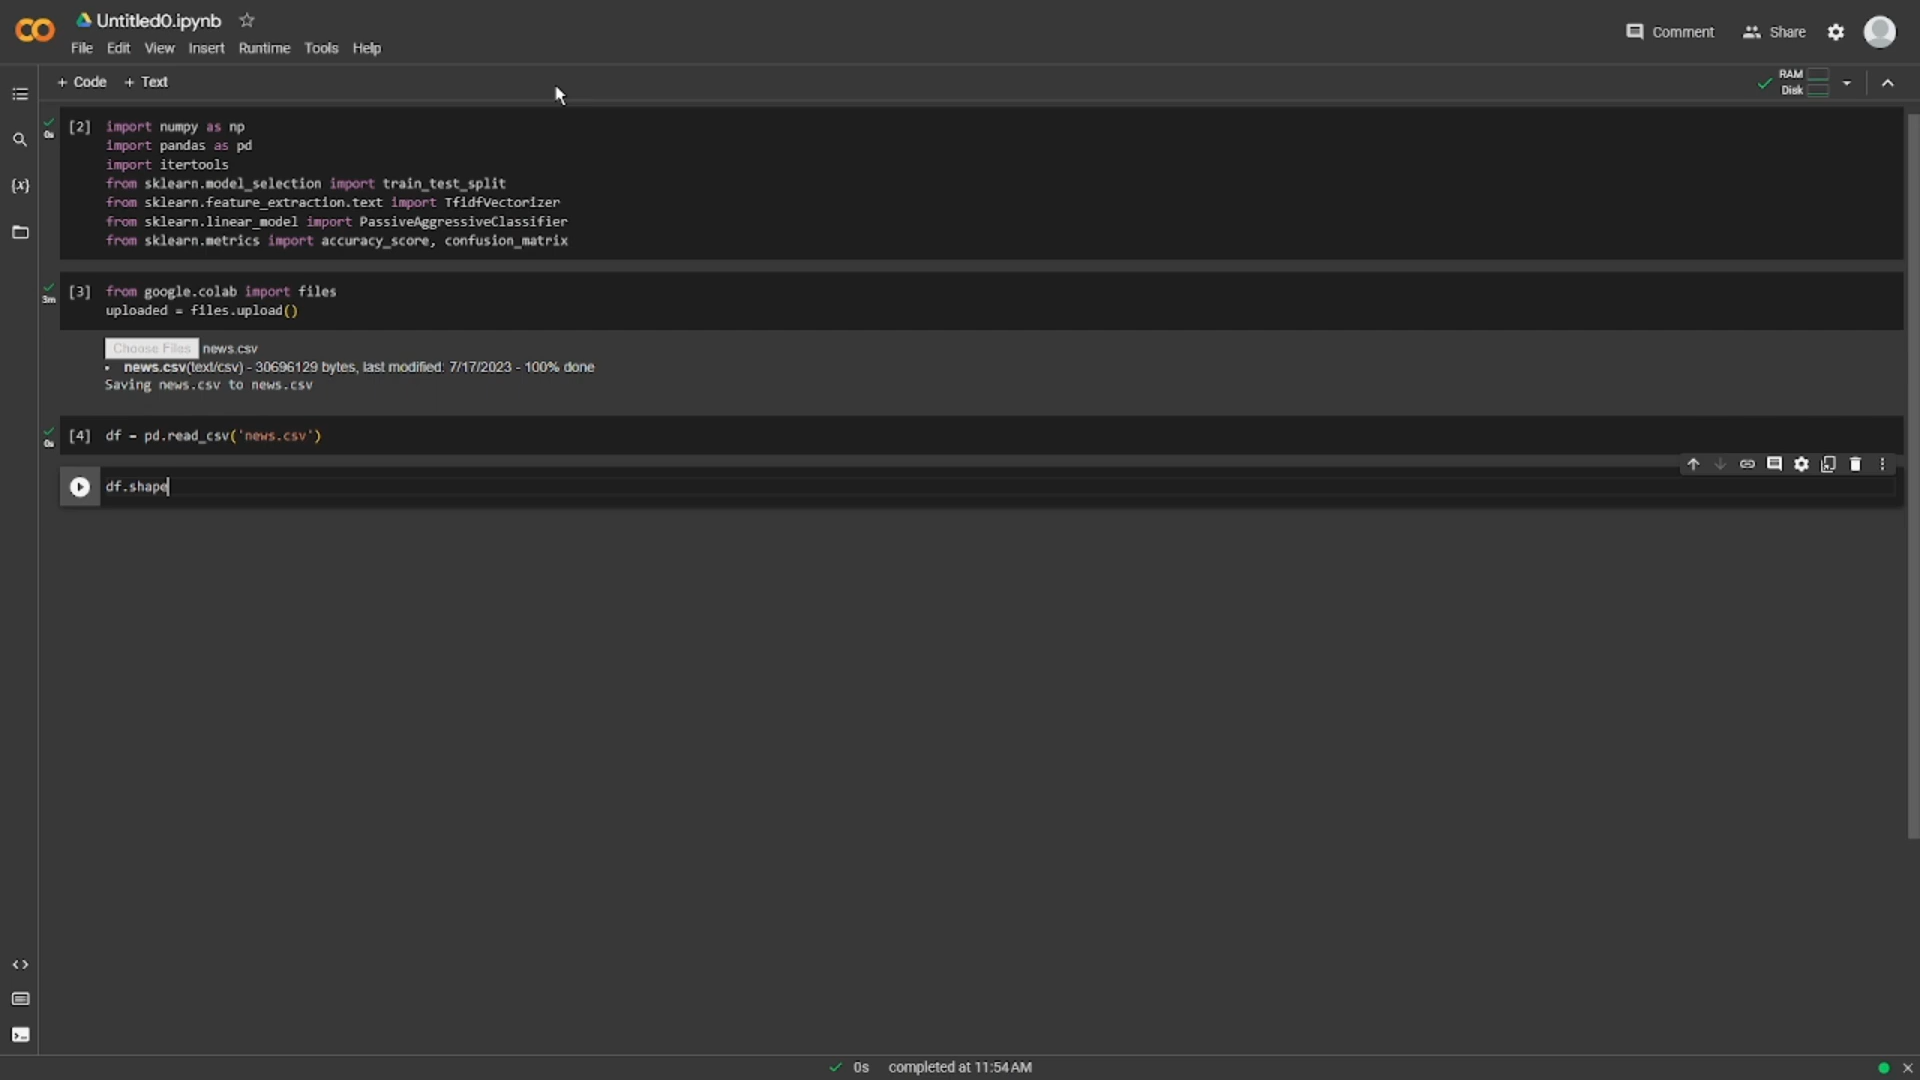 Untitled0.ipynb
File Edit View Insert Runtime Tools Help
Comment
Share
+ Code + Text
RAM
Disk
0s
[2] import numpy as np
import pandas as pd
import itertools
from sklearn.model_selection import train_test_split
from sklearn.feature_extraction.text import TfidfVectorizer
from sklearn.linear_model import PassiveAggressiveClassifier
from sklearn.metrics import accuracy_score, confusion_matrix
3m
[3] from google.colab import files
uploaded = files.upload()
Choose Files news.csv
• news.csv(text/csv) - 30696129 bytes, last modified: 7/17/2023 - 100% done
Saving news.csv to news.csv
0s
[4] df = pd.read_csv('news.csv')
df.shape
0s completed at 11:54 AM